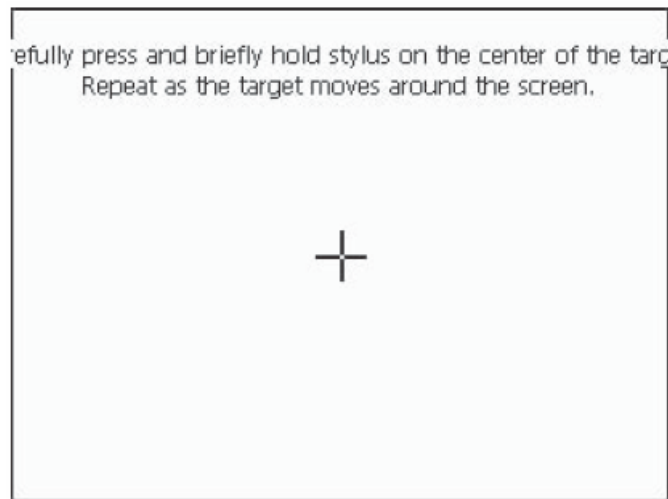 efully press and briefly hold stylus on the center of the targ
Repeat as the target moves around the screen.